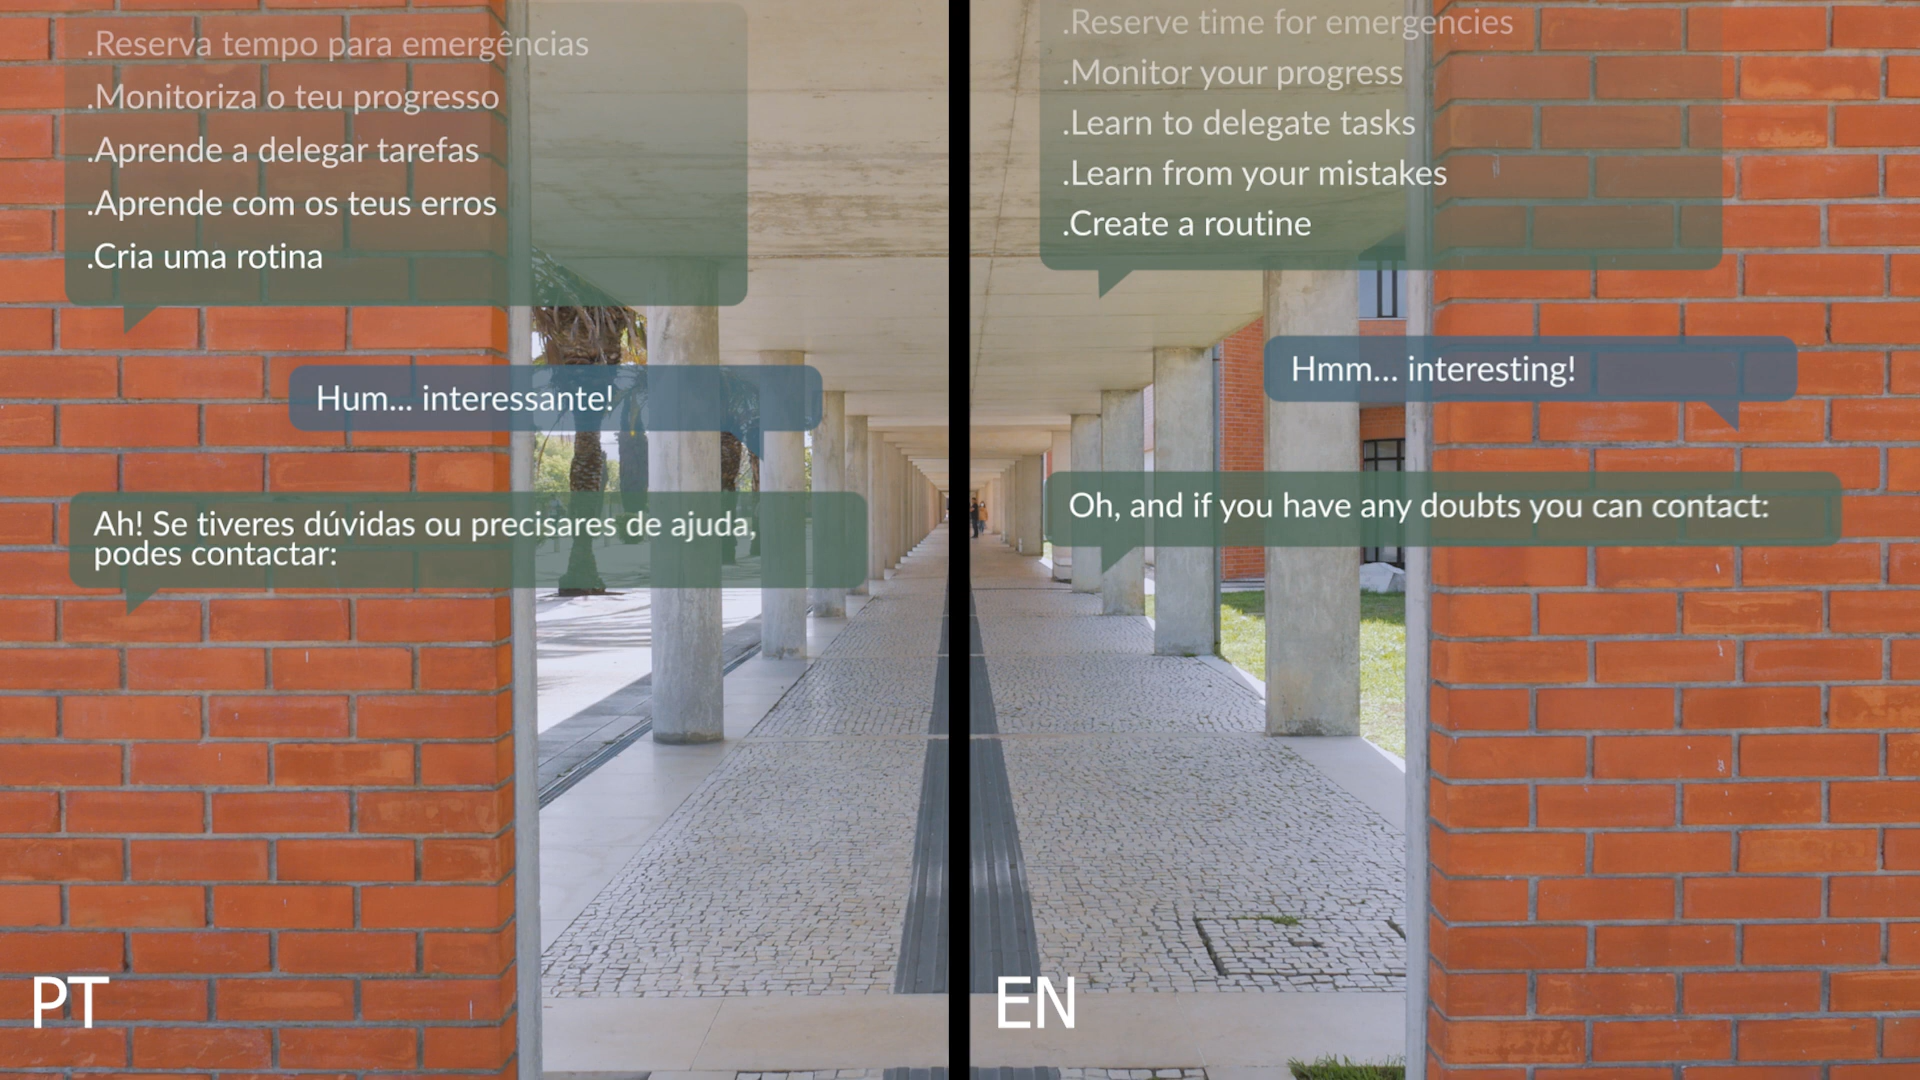 .Reserva tempo para emergências
.Monitoriza o teu progresso
.Aprende a delegar tarefas
.Aprende com os teus erros
.Cria uma rotina
Hum... interessante!
Ah! Se tiveres dúvidas ou precisares de ajuda,
podes contactar:
PT
.Reserve time for emergencies
.Monitor your progress
.Learn to delegate tasks
.Learn from your mistakes
.Create a routine
Hmm... interesting!
Oh, and if you have any doubts you can contact:
EN